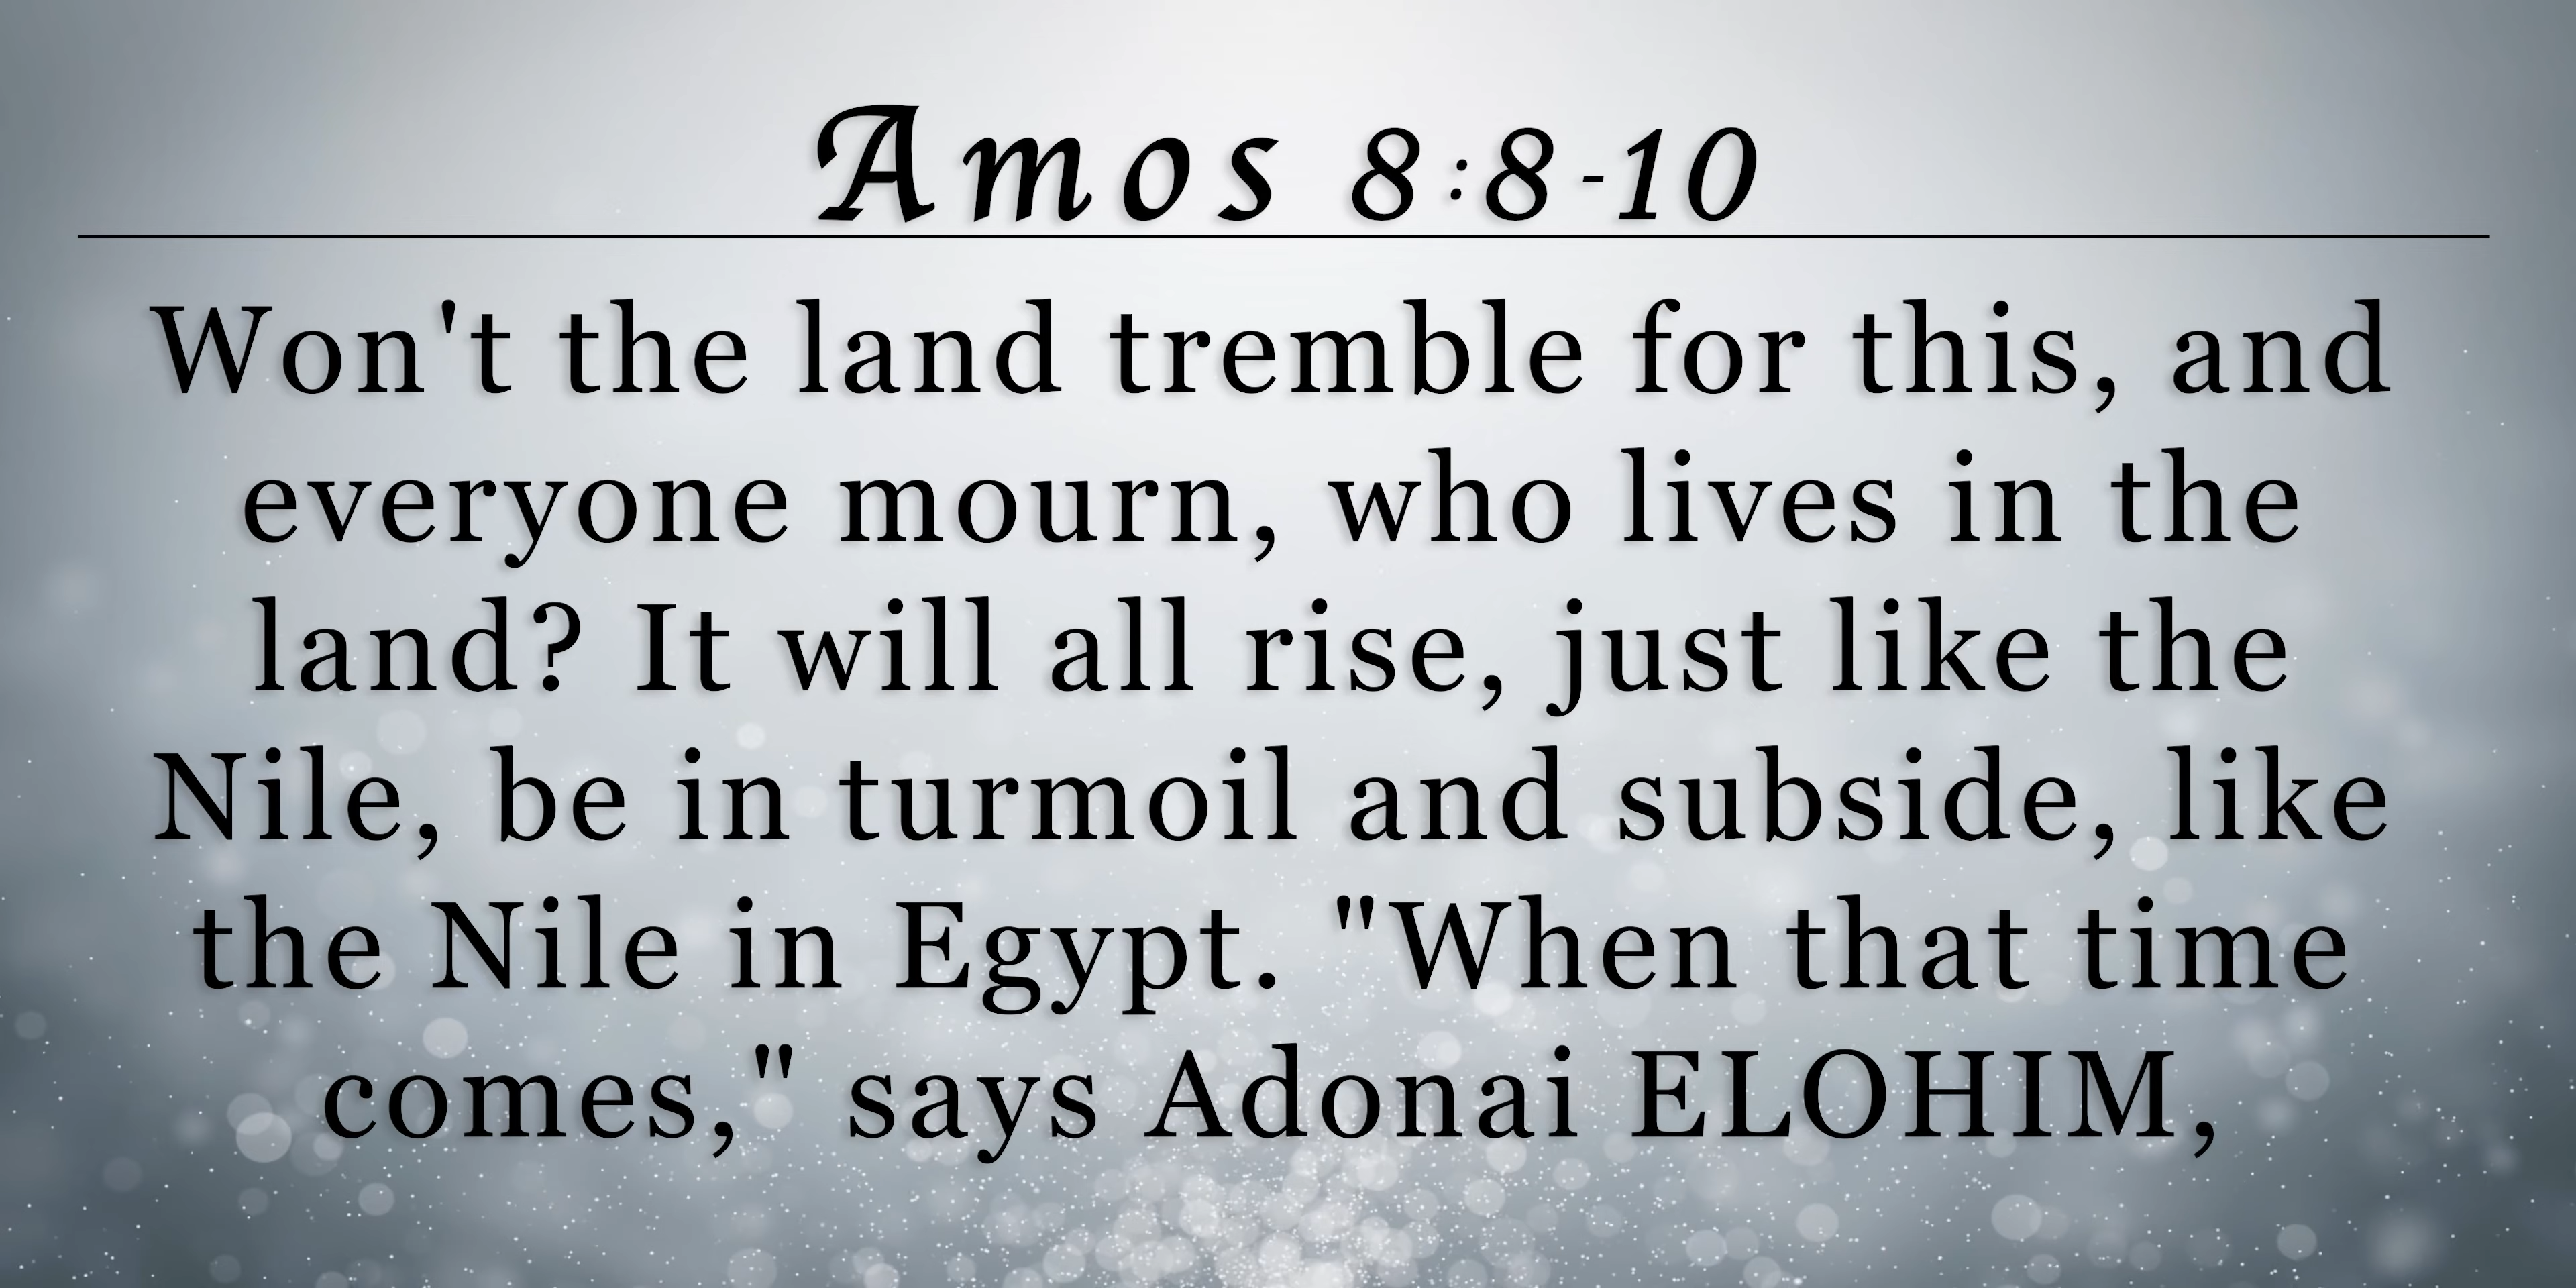 Amos 8:8-10
Won't the land tremble for this, and
everyone mourn, who lives in the
land? It will all rise, just like the
Nile, be in turmoil and subside, like
the Nile in Egypt. "When that time
comes," says Adonai ELOHIM,